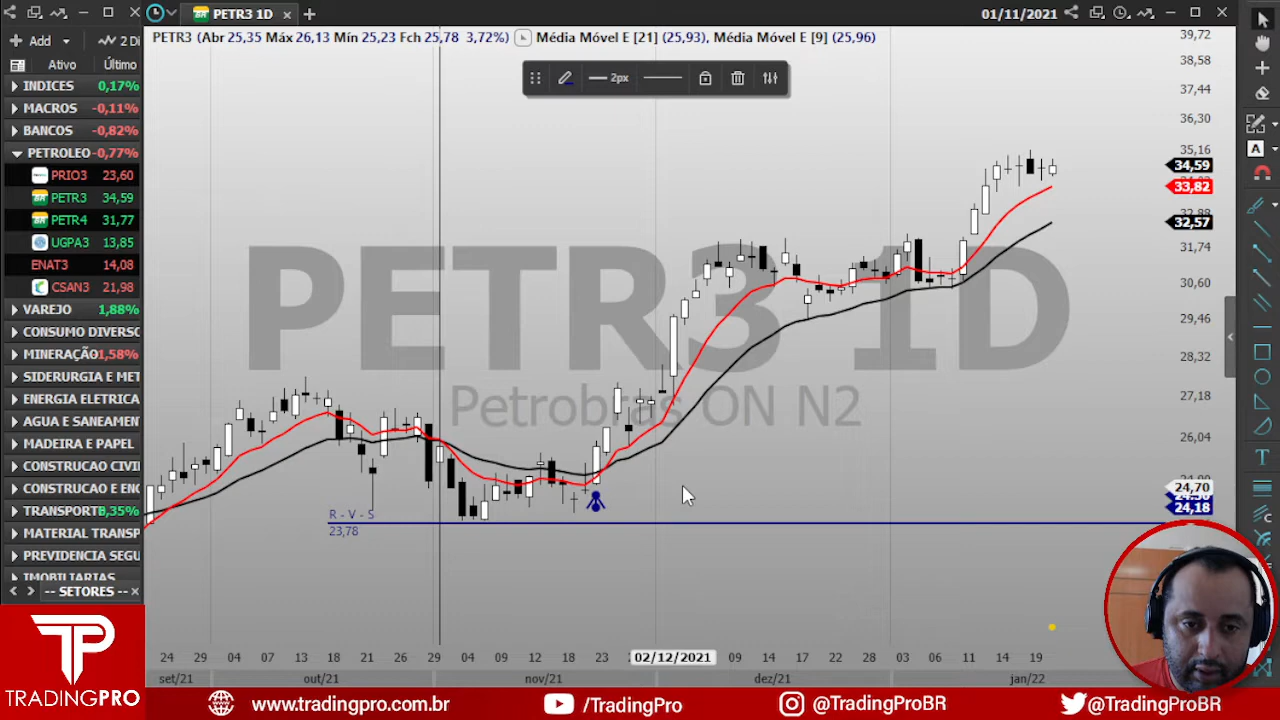 PETR3 1D
01/11/2021
Add
2 Di
PETR3 (Abr 25,35 Máx 26,13 Mín 25,23 Fch 25,78 3,72%) Média Móvel E [21] (25,93), Média Móvel E [9] (25,96)
Ativo Último
INDICES 0,17%
MACROS -0,11%
BANCOS -0,82%
PETROLEO -0,77%
PRIO3 23,60
PETR3 34,59
PETR4 31,77
UGPA3 13,85
ENAT3 14,08
CSAN3 21,98
VAREJO 1,88%
CONSUMO DIVERSO
MINERAÇÃO 1,58%
SIDERURGIA E MET
ENERGIA ELETRICA
AGUA E SANEAMEN
MADEIRA E PAPEL
CONSTRUCAO CIVI
CONSTRUCAO E ENG
TRANSPORTE 0,35%
MATERIAL TRANSP
PREVIDENCIA SEGU
IMOBILIARIAS
-- SETORES --
2px
PETR3 1D
Petrobras ON N2
R - V - S
23,78
39,72
38,58
37,44
36,30
35,16
34,59
33,82
32,57
31,74
30,60
29,46
28,32
27,18
26,04
24,70
24,18
24 29 04 07 13 18 21 26 29 04 09 12 18 23 02/12/2021 09 14 17 22 28 03 06 11 14 19
set/21 out/21 nov/21 dez/21 jan/22
TP
TRADINGPRO
www.tradingpro.com.br
/TradingPro
@TradingProBR
@TradingProBR